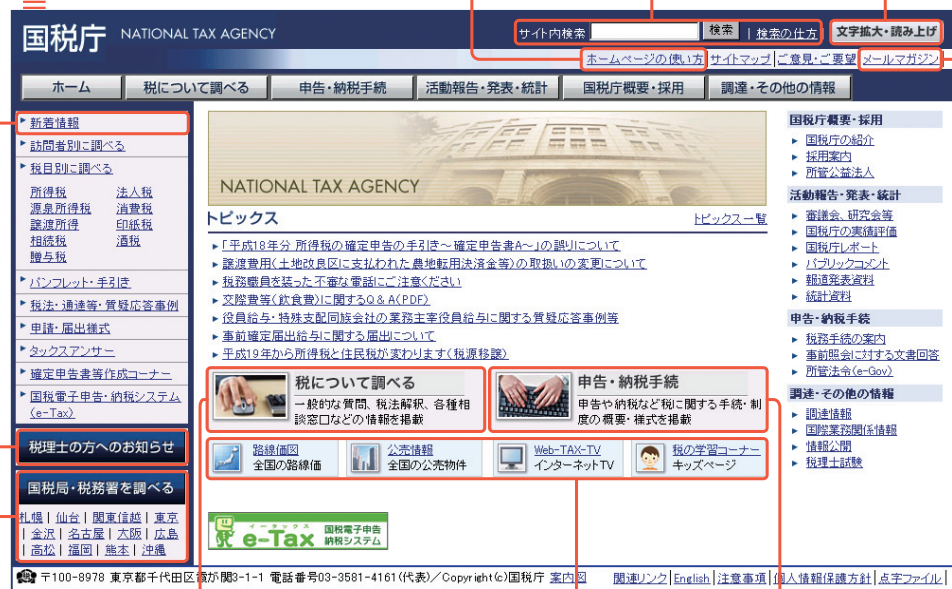 国税庁 NATIONAL TAX AGENCY
サイト内検索 検索 | 検索の仕方 文字拡大・読み上げ
ホームページの使い方 サイトマップ ご意見・ご要望 メールマガジン
ホーム 税について調べる 申告・納税手続 活動報告・発表・統計 国税庁概要・採用 調達・その他の情報
新着情報
訪問者別に調べる
税目別に調べる
所得税 法人税
源泉所得税 消費税
譲渡所得 印紙税
相続税 酒税
贈与税
パンフレット・手引き
税法・通達等・質疑応答事例
申請・届出様式
タックスアンサー
確定申告書等作成コーナー
国税電子申告・納税システム
(e-Tax)
税理士の方へのお知らせ
国税局・税務署を調べる
札幌 | 仙台 | 関東信越 | 東京
| 金沢 | 名古屋 | 大阪 | 広島
| 高松 | 福岡 | 熊本 | 沖縄
NATIONAL TAX AGENCY
トピックス トピックス一覧
「平成18年分 所得税の確定申告の手引き~確定申告書A~」の誤りについて
譲渡費用(土地改良区に支払われた農地転用決済金等)の取扱いの変更について
税務職員を装った不審な電話にご注意ください
交際費等(飲食費)に関するQ&A(PDF)
役員給与・特殊支配同族会社の業務主宰役員給与に関する質疑応答事例等
事前確定届出給与に関する届出について
平成19年から所得税と住民税が変わります(税源移譲)
税について調べる
一般的な質問、税法解釈、各種相
談窓口などの情報を掲載
申告・納税手続
申告や納税など税に関する手続・制
度の概要・様式を掲載
路線価図
全国の路線価
公売情報
全国の公売物件
Web-TAX-TV
インターネットTV
税の学習コーナー
キッズページ
イータックス
e-Tax 国税電子申告
納税システム
国税庁概要・採用
国税庁の紹介
採用案内
所管公益法人
活動報告・発表・統計
審議会、研究会等
国税庁の実績評価
国税庁レポート
パブリックコメント
報道発表資料
統計資料
申告・納税手続
税務手続の案内
事前照会に対する文書回答
所管法令(e-Gov)
調達・その他の情報
調達情報
国際業務関係情報
情報公開
税理士試験
〒100-8978 東京都千代田区霞が関3-1-1 電話番号03-3581-4161(代表)/Copyright(c)国税庁 案内図 関連リンク | English | 注意事項 | 個人情報保護方針 | 点字ファイル |